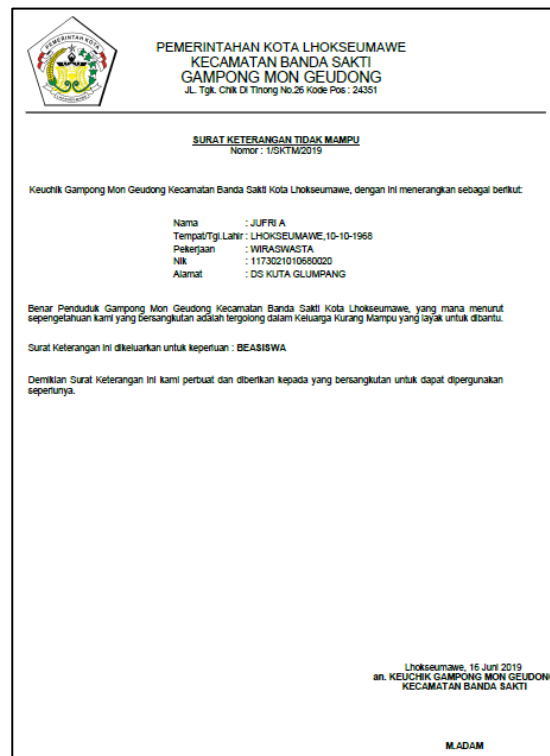 PEMERINTAH KOTA
LHOKSEUMAWE
PEMERINTAHAN KOTA LHOKSEUMAWE
KECAMATAN BANDA SAKTI
GAMPONG MON GEUDONG
JL. Tgk. Chik Di Tinong No.26 Kode Pos : 24351
SURAT KETERANGAN TIDAK MAMPU
Nomor : 1/SKTM/2019
Keuchik Gampong Mon Geudong Kecamatan Banda Sakti Kota Lhokseumawe, dengan ini menerangkan sebagai berikut:
Nama : JUFRI A
Tempat/Tgl.Lahir : LHOKSEUMAWE,10-10-1968
Pekerjaan : WIRASWASTA
Nik : 1173021010680020
Alamat : DS KUTA GLUMPANG
Benar Penduduk Gampong Mon Geudong Kecamatan Banda Sakti Kota Lhokseumawe, yang mana menurut
sepengetahuan kami yang bersangkutan adalah tergolong dalam Keluarga Kurang Mampu yang layak untuk dibantu.
Surat Keterangan ini dikeluarkan untuk keperluan : BEASISWA
Demikian Surat Keterangan ini kami perbuat dan diberikan kepada yang bersangkutan untuk dapat dipergunakan
seperlunya.
Lhokseumawe, 16 Juni 2019
an. KEUCHIK GAMPONG MON GEUDONG
KECAMATAN BANDA SAKTI
M.ADAM